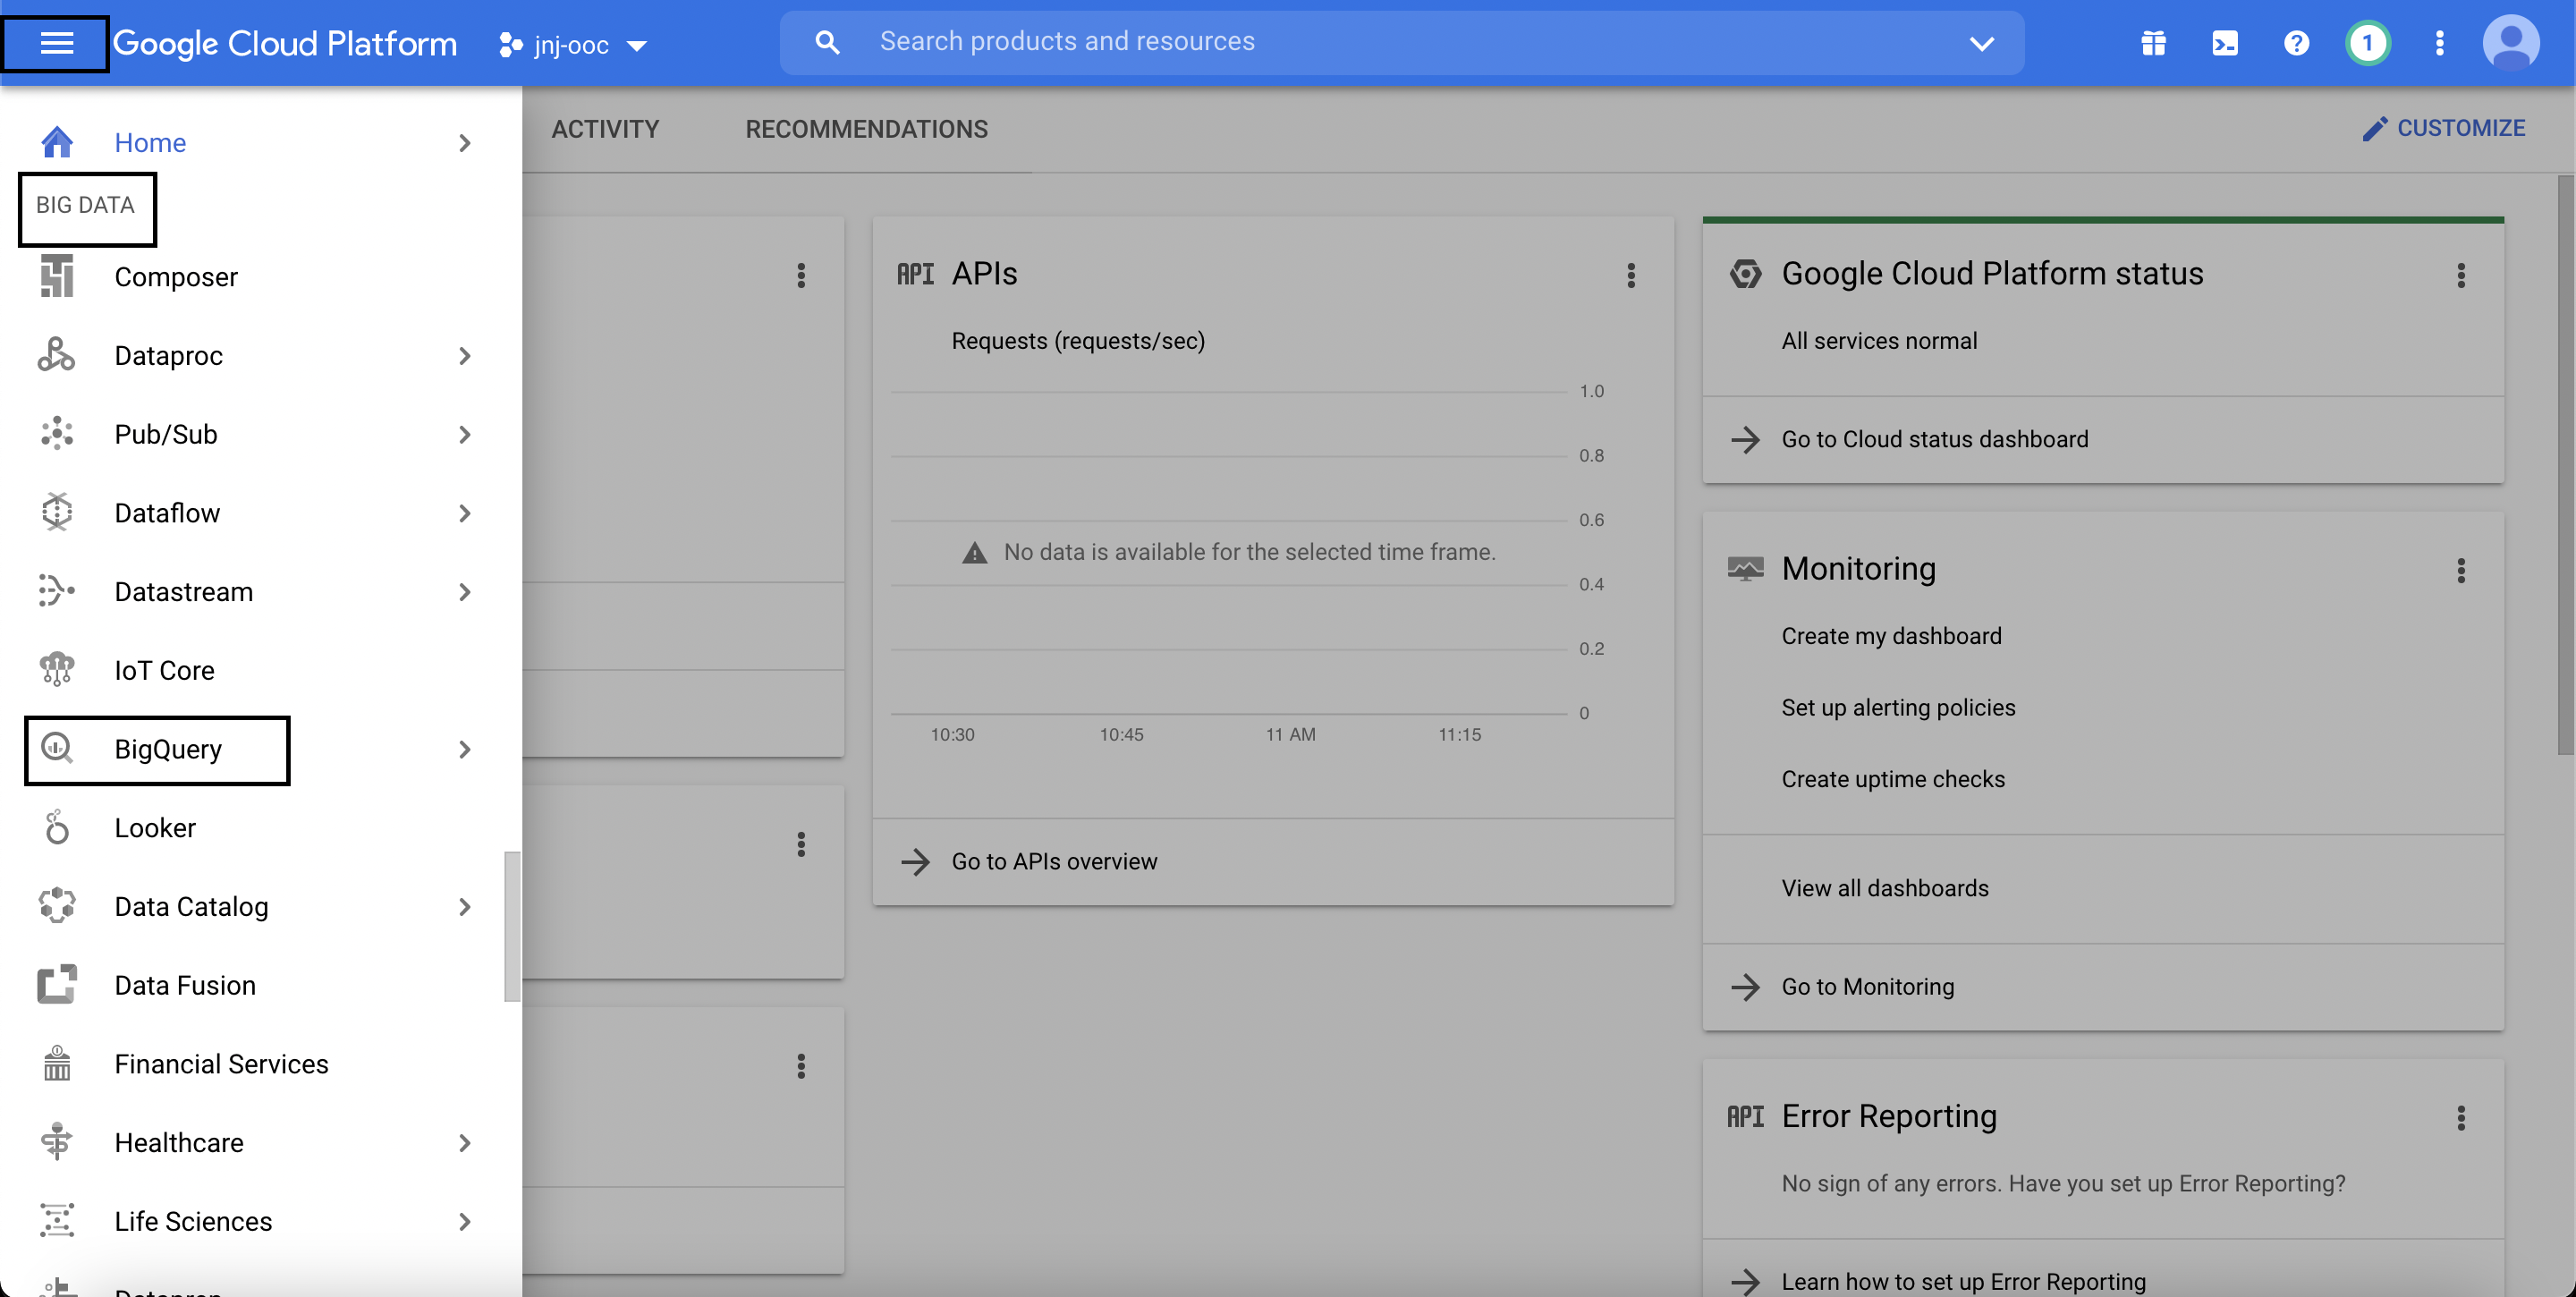 Google Cloud Platform
jnj-ooc
Search products and resources
1
Home
BIG DATA
Composer
Dataproc
Pub/Sub
Dataflow
Datastream
IoT Core
BigQuery
Looker
Data Catalog
Data Fusion
Financial Services
Healthcare
Life Sciences
Dataprep
ACTIVITY
RECOMMENDATIONS
CUSTOMIZE
API APIs
Requests (requests/sec)
1.0
0.8
0.6
No data is available for the selected time frame.
0.4
0.2
0
10:30 10:45 11 AM 11:15
Go to APIs overview
Google Cloud Platform status
All services normal
Go to Cloud status dashboard
Monitoring
Create my dashboard
Set up alerting policies
Create uptime checks
View all dashboards
Go to Monitoring
API Error Reporting
No sign of any errors. Have you set up Error Reporting?
Learn how to set up Error Reporting